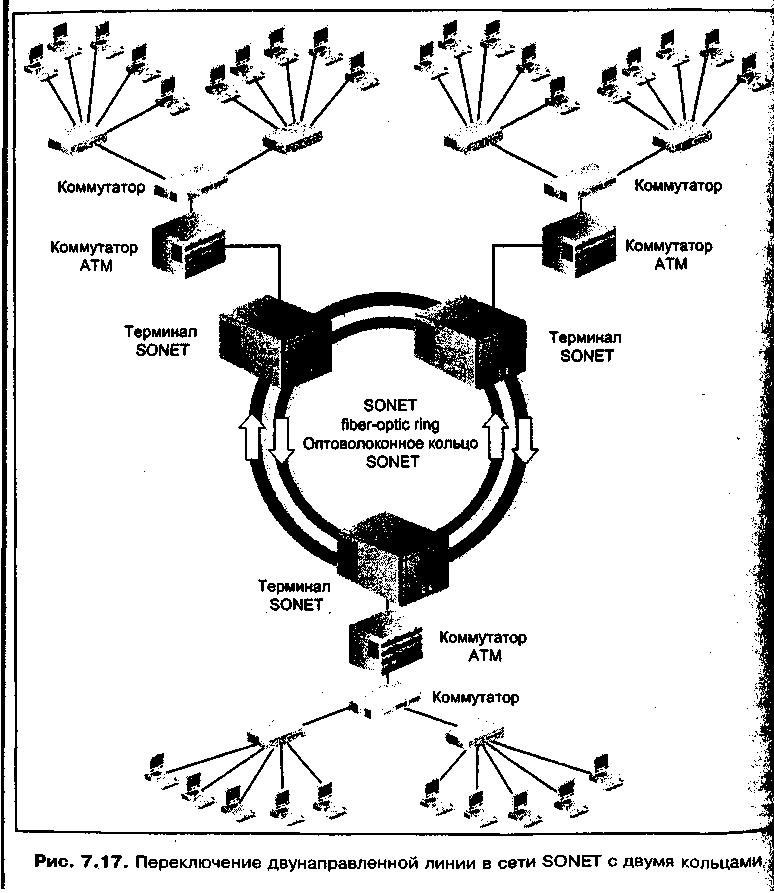 Коммутатор
Коммутатор
Коммутатор
ATM
Коммутатор
ATM
Терминал
SONET
Терминал
SONET
SONET
fiber-optic ring
Оптоволоконное кольцо
SONET
Терминал
SONET
Коммутатор
ATM
Коммутатор
Рис. 7.17. Переключение двунаправленной линии в сети SONET с двумя кольцами